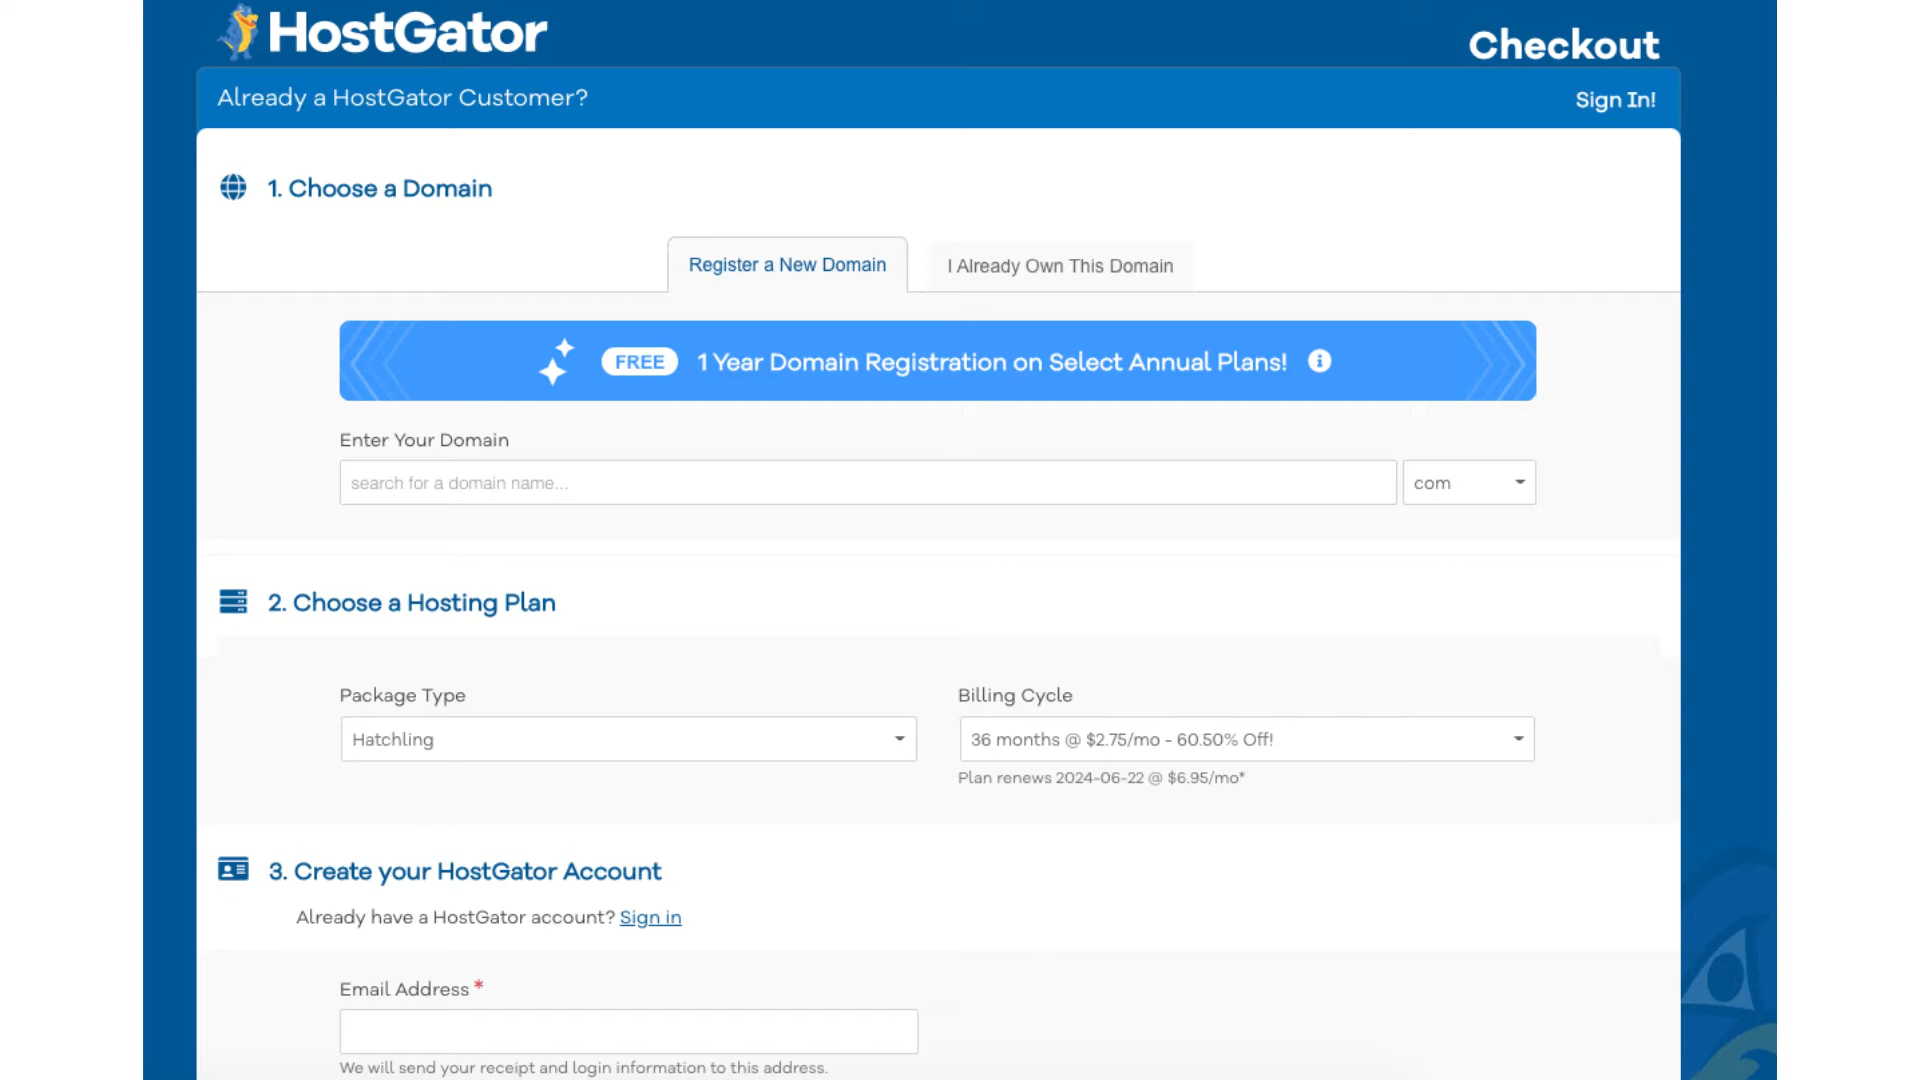 HostGator
Checkout
Already a HostGator Customer?
Sign In!
1. Choose a Domain
Register a New Domain
I Already Own This Domain
FREE 1 Year Domain Registration on Select Annual Plans!
Enter Your Domain
search for a domain name...
com
2. Choose a Hosting Plan
Package Type
Billing Cycle
Hatchling
36 months @ $2.75/mo - 60.50% Off!
Plan renews 2024-06-22 @ $6.95/mo*
3. Create your HostGator Account
Already have a HostGator account? Sign in
Email Address *
We will send your receipt and login information to this address.